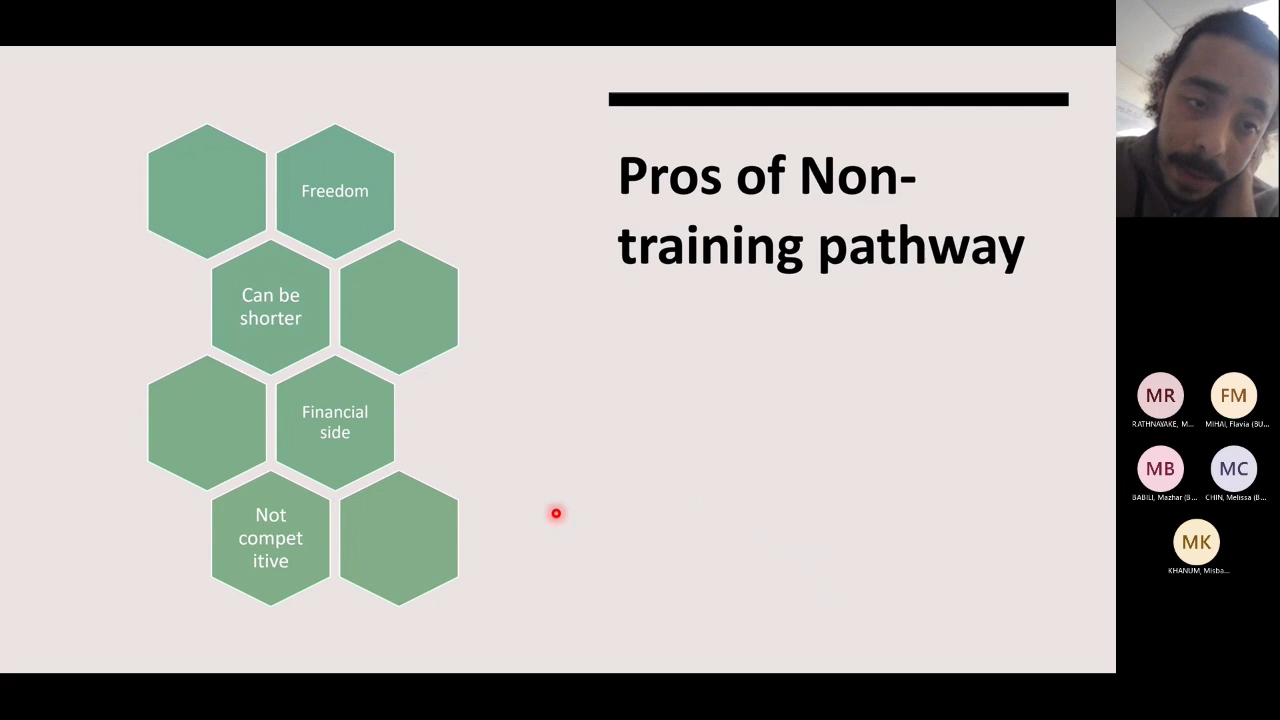 Freedom
Can be
shorter
Financial
side
Not
compet
itive
Pros of Non-
training pathway
MR
FM
RATHNAYAKE, M...
MIHAI, Flavia (BU...
MB
MC
BABILI, Mazhar (B...
CHIN, Melissa (B...
MK
KHANUM, Misba...